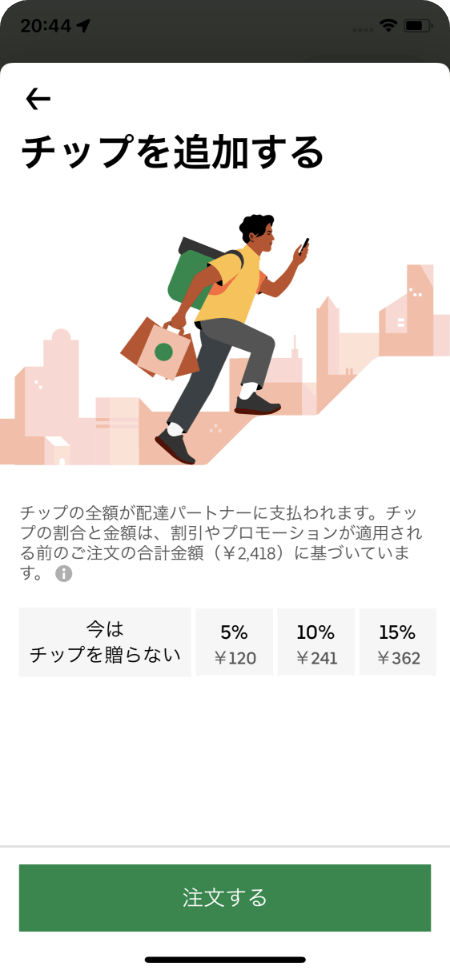 20:44
チップを追加する
チップの全額が配達パートナーに支払われます。チッ
プの割合と金額は、割引やプロモーションが適用され
る前のご注文の合計金額（￥2,418）に基づいていま
す。
今は
チップを贈らない
5%
￥120
10%
￥241
15%
￥362
注文する